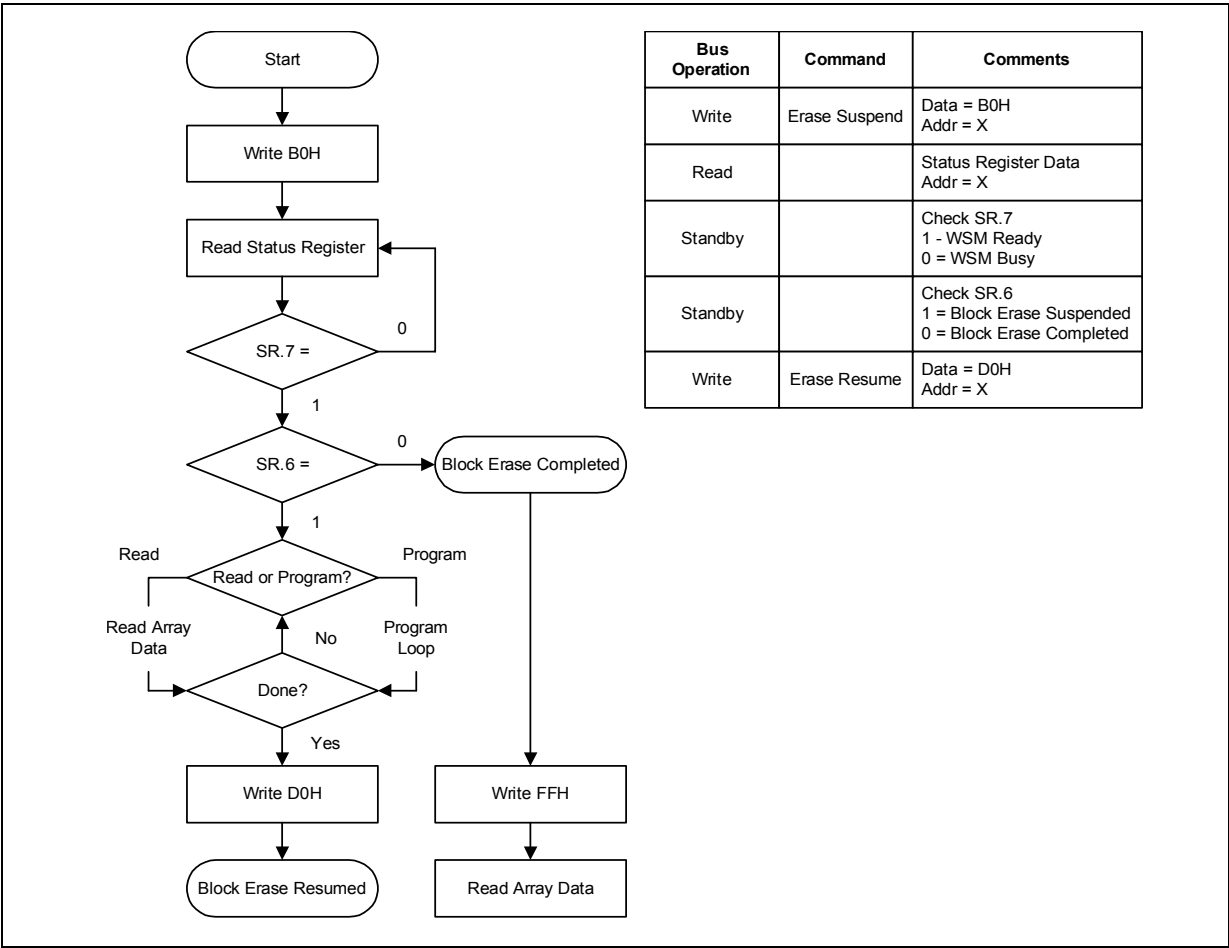 Start
Write B0H
Read Status Register
0
SR.7 =
1
0
SR.6 =
Block Erase Completed
1
Read
Program
Read or Program?
Read Array
Data
No
Program
Loop
Done?
Yes
Write D0H
Write FFH
Block Erase Resumed
Read Array Data
Bus
Operation
Command
Comments
Write
Erase Suspend
Data = B0H
Addr = X
Read
Status Register Data
Addr = X
Standby
Check SR.7
1 - WSM Ready
0 = WSM Busy
Standby
Check SR.6
1 = Block Erase Suspended
0 = Block Erase Completed
Write
Erase Resume
Data = D0H
Addr = X